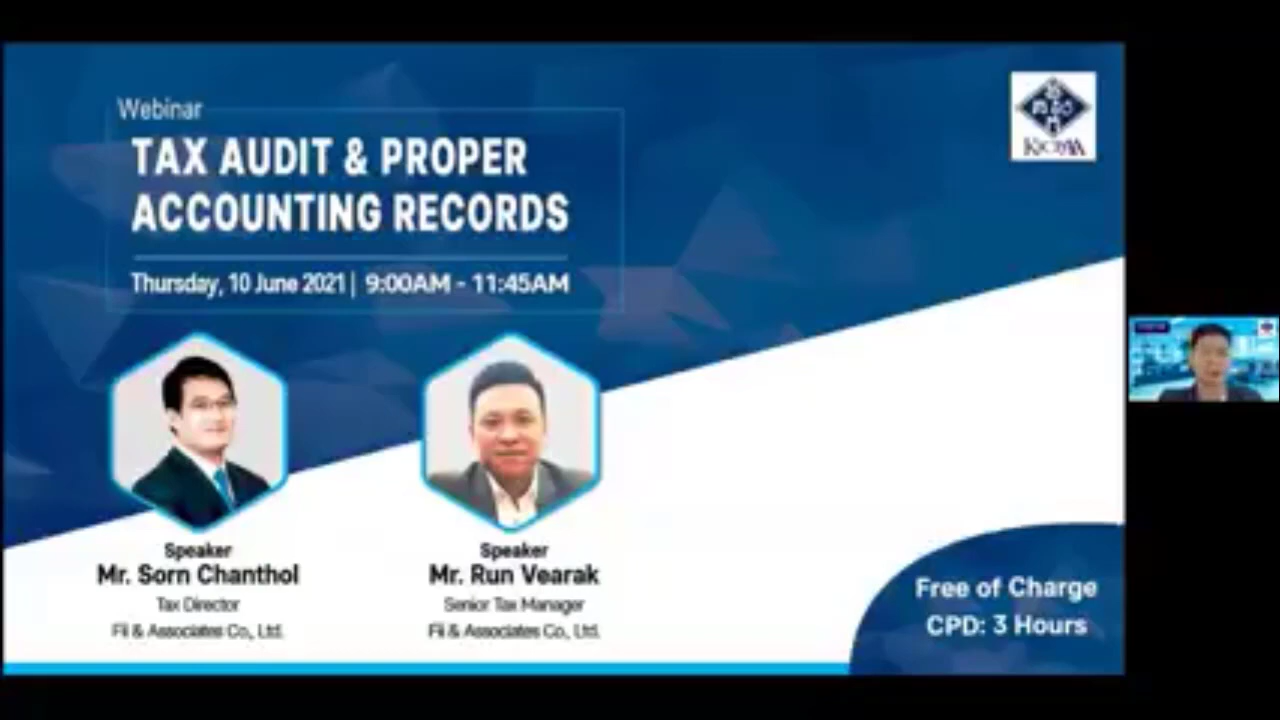 Webinar
TAX AUDIT & PROPER
ACCOUNTING RECORDS
Thursday, 10 June 2021 | 9:00AM - 11:45AM
Speaker
Mr. Sorn Chanthol
Tax Director
Fii & Associates Co., Ltd.
Speaker
Mr. Run Vearak
Senior Tax Manager
Fii & Associates Co., Ltd.
Free of Charge
CPD: 3 Hours